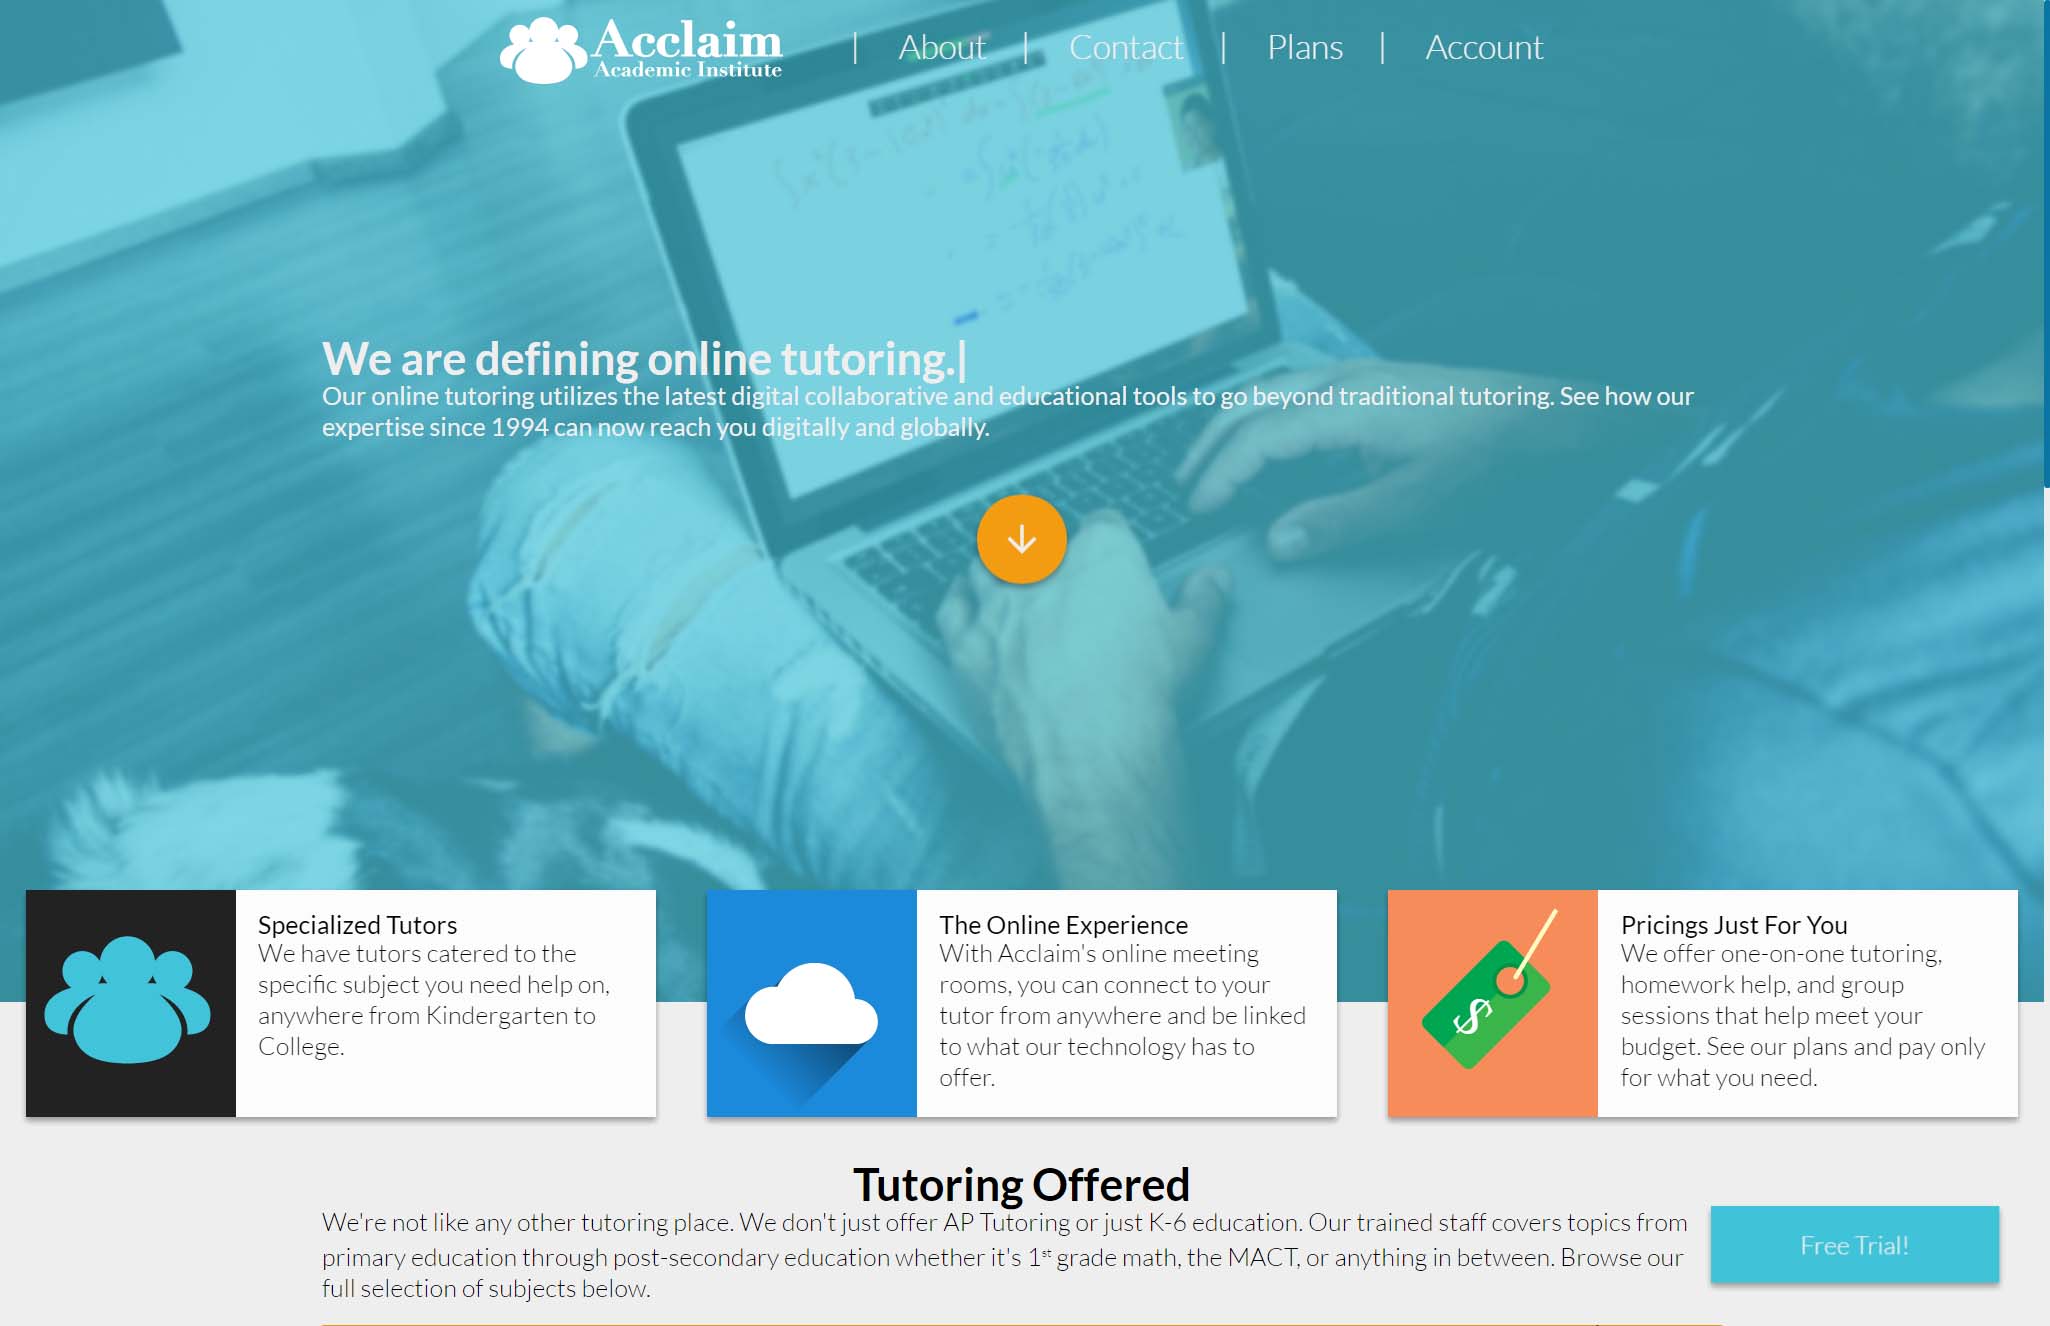 Acclaim
Academic Institute
| About | Contact | Plans | Account
We are defining online tutoring.|
Our online tutoring utilizes the latest digital collaborative and educational tools to go beyond traditional tutoring. See how our
expertise since 1994 can now reach you digitally and globally.
Specialized Tutors
We have tutors catered to the
specific subject you need help on,
anywhere from Kindergarten to
College.
The Online Experience
With Acclaim's online meeting
rooms, you can connect to your
tutor from anywhere and be linked
to what our technology has to
offer.
$
Pricings Just For You
We offer one-on-one tutoring,
homework help, and group
sessions that help meet your
budget. See our plans and pay only
for what you need.
Tutoring Offered
We're not like any other tutoring place. We don't just offer AP Tutoring or just K-6 education. Our trained staff covers topics from
primary education through post-secondary education whether it's 1st grade math, the MACT, or anything in between. Browse our
full selection of subjects below.
Free Trial!